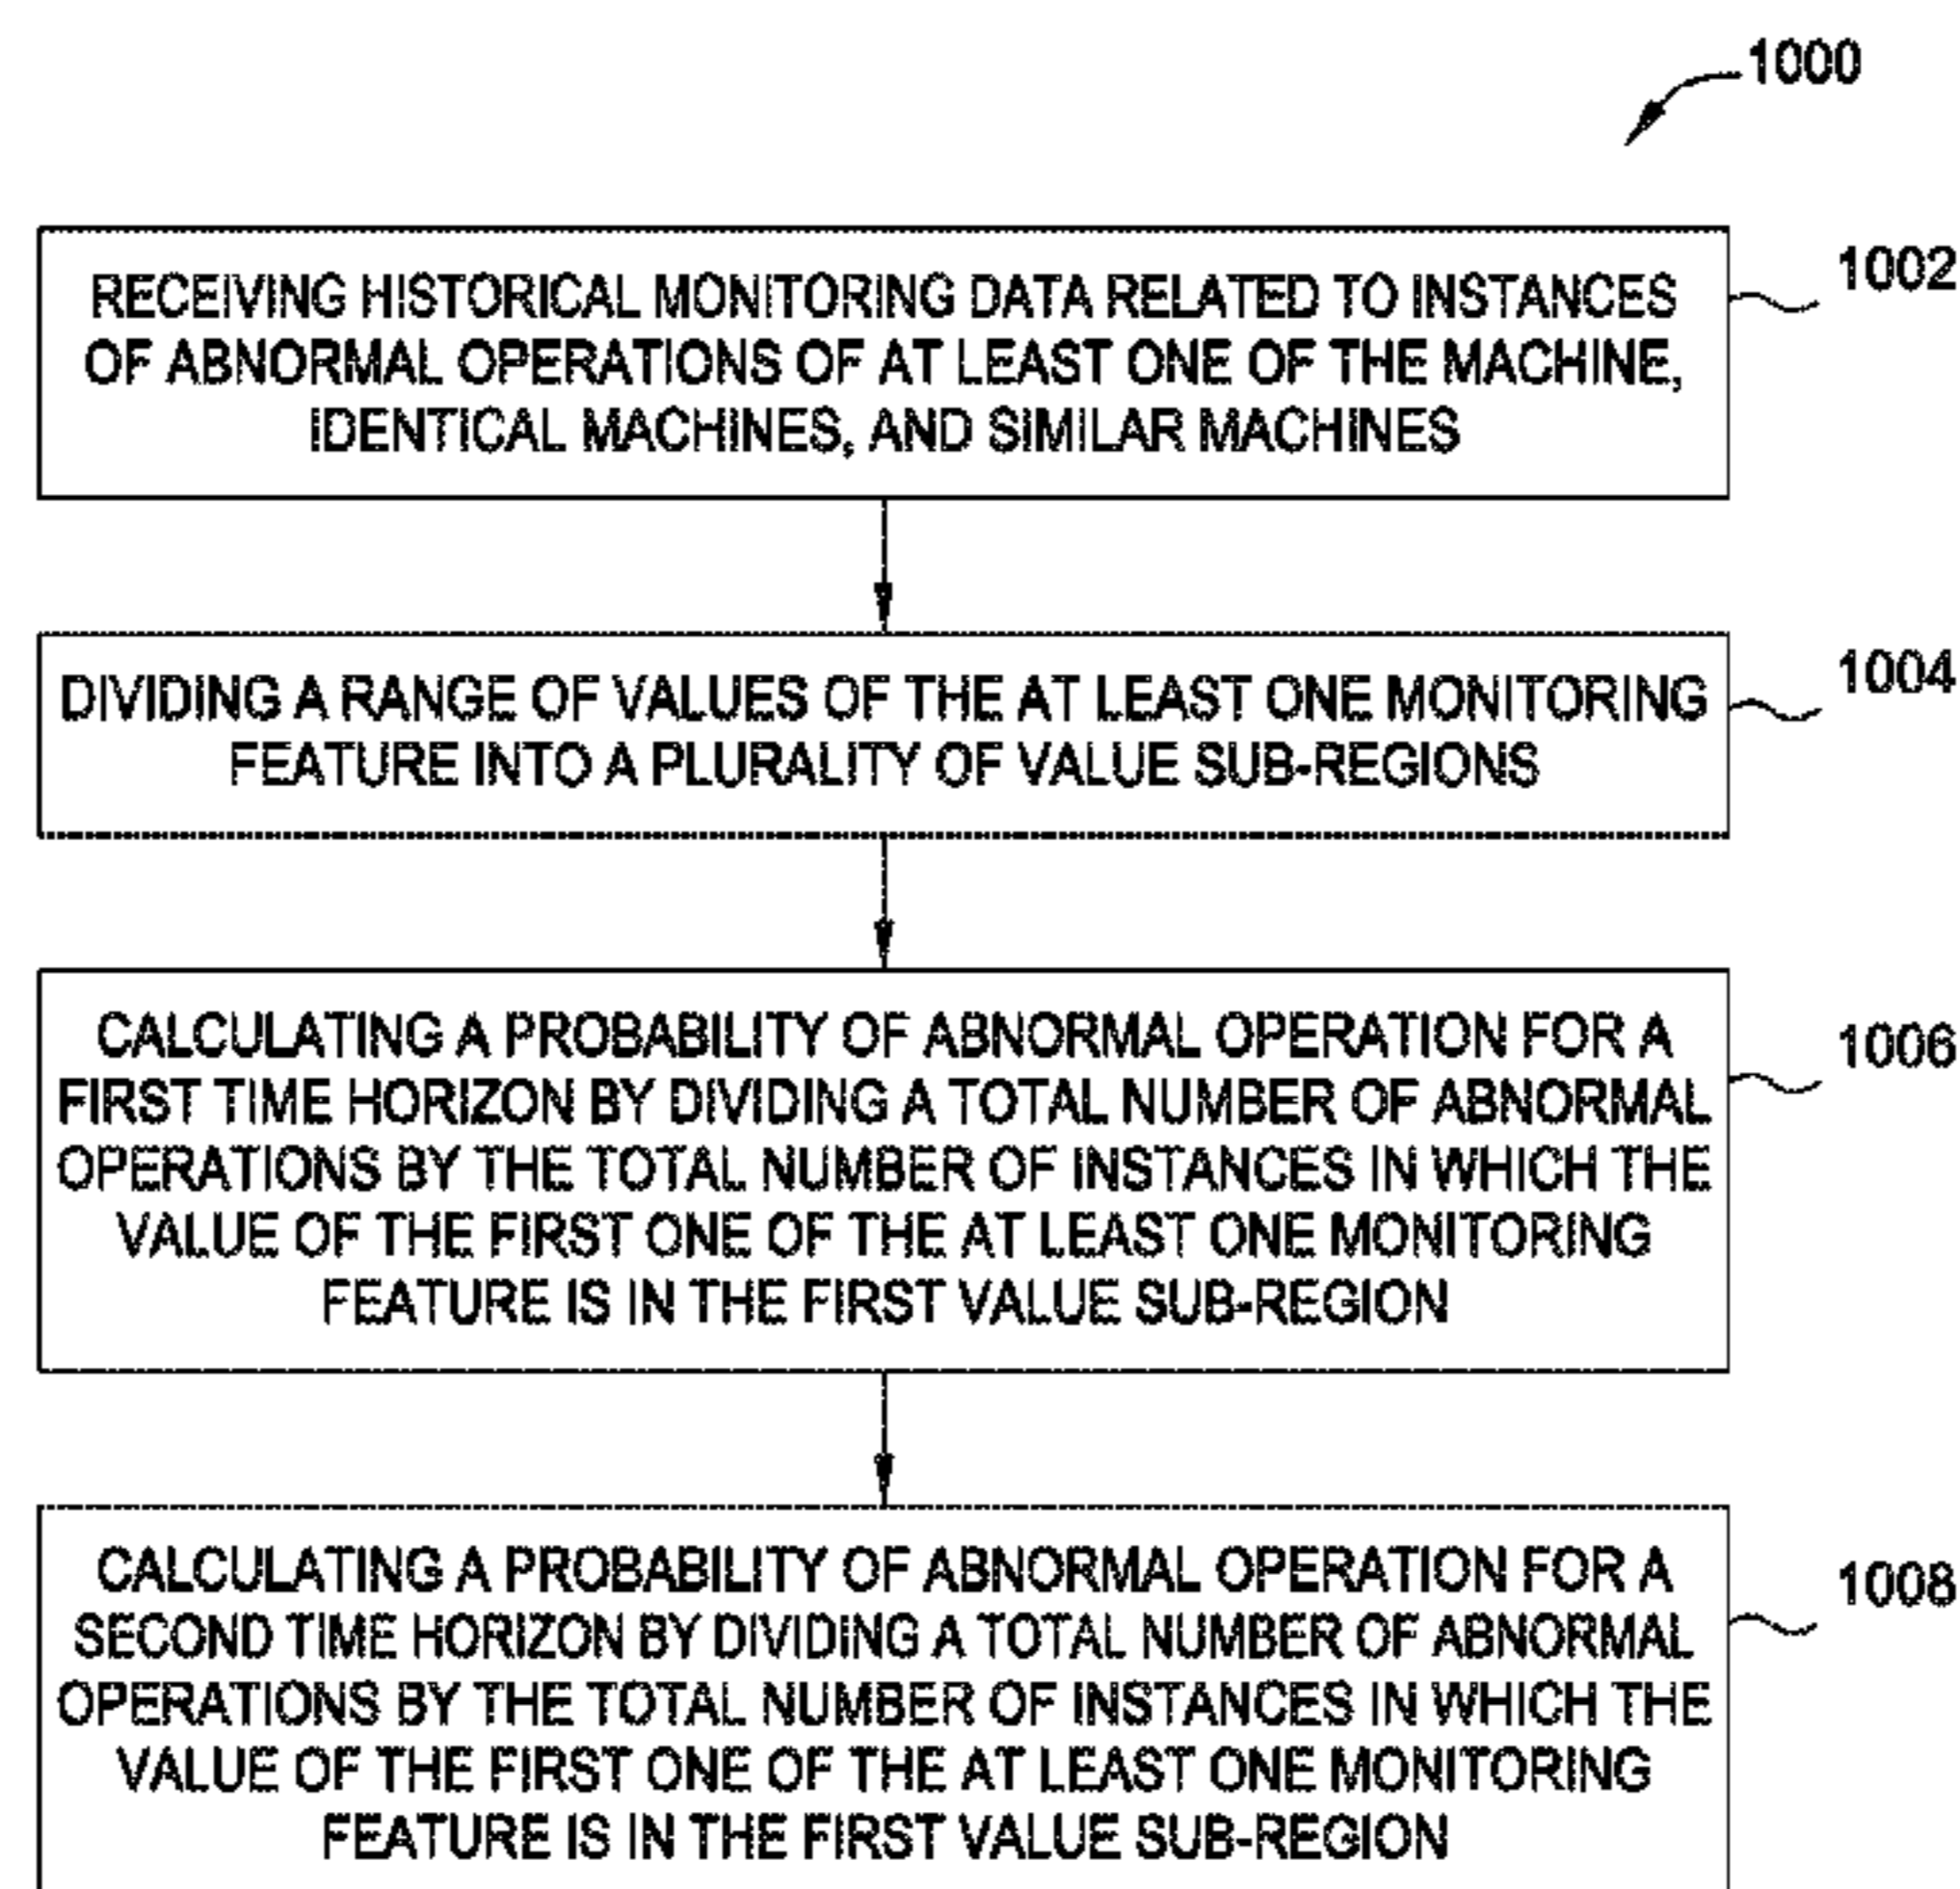 1000
RECEIVING HISTORICAL MONITORING DATA RELATED TO INSTANCES
OF ABNORMAL OPERATIONS OF AT LEAST ONE OF THE MACHINE,
IDENTICAL MACHINES, AND SIMILAR MACHINES
1002
DIVIDING A RANGE OF VALUES OF THE AT LEAST ONE MONITORING
FEATURE INTO A PLURALITY OF VALUE SUB-REGIONS
1004
CALCULATING A PROBABILITY OF ABNORMAL OPERATION FOR A
FIRST TIME HORIZON BY DIVIDING A TOTAL NUMBER OF ABNORMAL
OPERATIONS BY THE TOTAL NUMBER OF INSTANCES IN WHICH THE
VALUE OF THE FIRST ONE OF THE AT LEAST ONE MONITORING
FEATURE IS IN THE FIRST VALUE SUB-REGION
1006
CALCULATING A PROBABILITY OF ABNORMAL OPERATION FOR A
SECOND TIME HORIZON BY DIVIDING A TOTAL NUMBER OF ABNORMAL
OPERATIONS BY THE TOTAL NUMBER OF INSTANCES IN WHICH THE
VALUE OF THE FIRST ONE OF THE AT LEAST ONE MONITORING
FEATURE IS IN THE FIRST VALUE SUB-REGION
1008